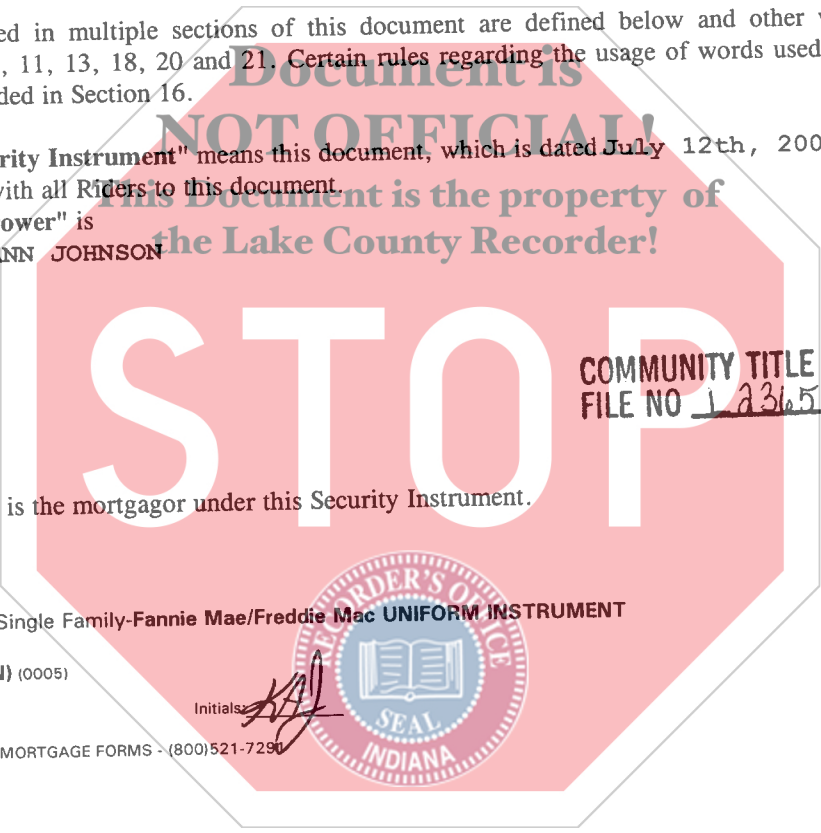 ed in multiple sections of this document are defined below and other
, 11, 13, 18, 20 and 21. Certain rules regarding the usage of words used
ded in Section 16.
Document is
NOT OFFICIAL!
This Document is the property of
the Lake County Recorder!
rity Instrument" means this document, which is dated July 12th, 200
with all Riders to this document.
ower" is
ANN JOHNSON
STOP
COMMUNITY TITLE
FILE NO 12365
is the mortgagor under this Security Instrument.
Single Family-Fannie Mae/Freddie Mac UNIFORM INSTRUMENT
(0005)
Initials: KAJ
MORTGAGE FORMS - (800)521-7291
RECORDER'S OFFICE
SEAL
INDIANA